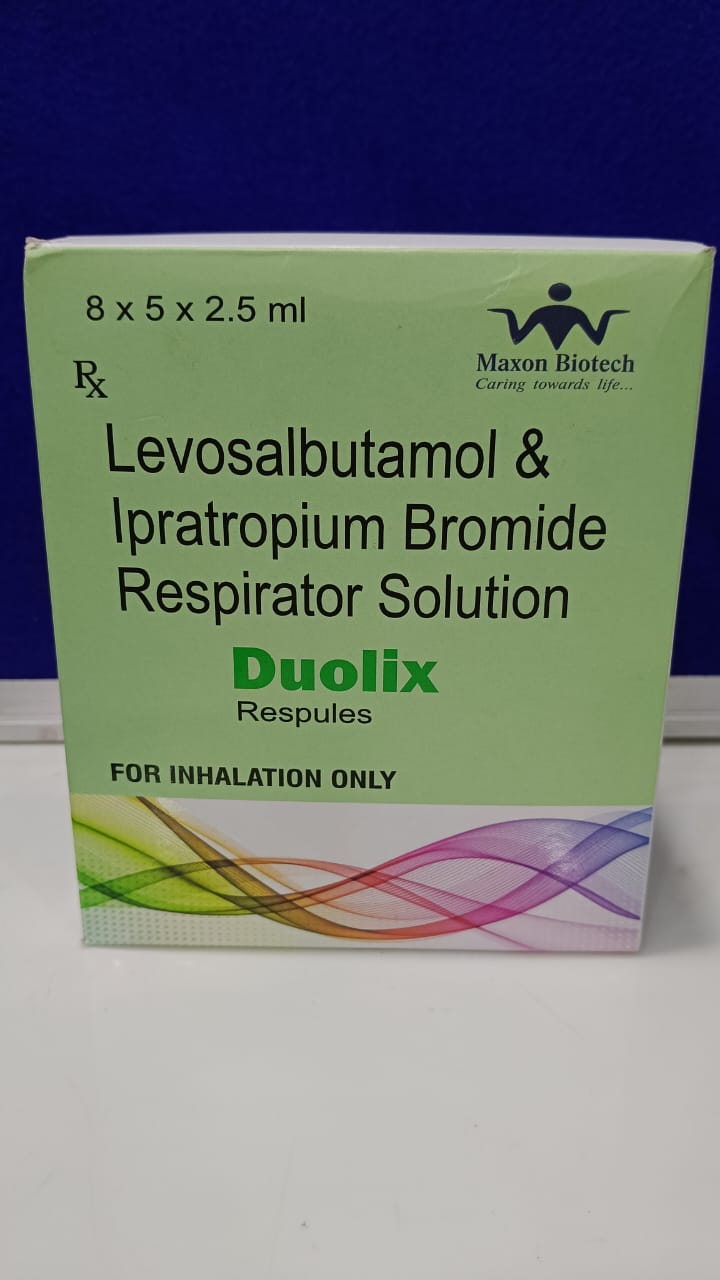 8 x 5 x 2.5 ml
Maxon Biotech
Caring towards life...
Rx
Levosalbutamol &
Ipratropium Bromide
Respirator Solution
Duolix
Respules
FOR INHALATION ONLY